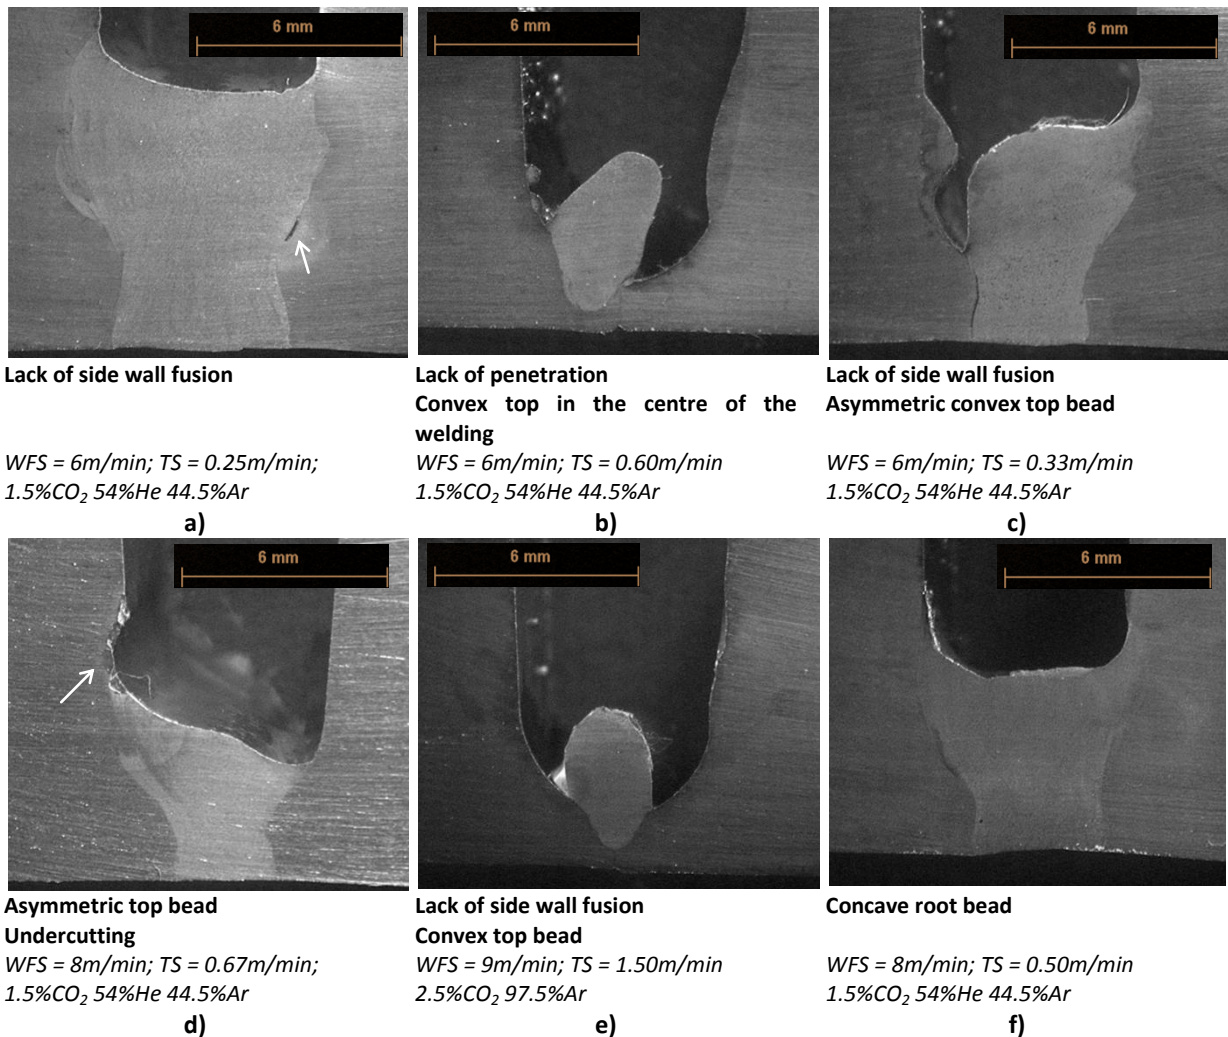 6 mm
6 mm
6 mm
Lack of side wall fusion
WFS = 6m/min; TS = 0.25m/min;
1.5%CO2 54%He 44.5%Ar
a)
Lack of penetration
Convex top in the centre of the
welding
WFS = 6m/min; TS = 0.60m/min
1.5%CO2 54%He 44.5%Ar
b)
Lack of side wall fusion
Asymmetric convex top bead
WFS = 6m/min; TS = 0.33m/min
1.5%CO2 54%He 44.5%Ar
c)
6 mm
6 mm
6 mm
Asymmetric top bead
Undercutting
WFS = 8m/min; TS = 0.67m/min;
1.5%CO2 54%He 44.5%Ar
d)
Lack of side wall fusion
Convex top bead
WFS = 9m/min; TS = 1.50m/min
2.5%CO2 97.5%Ar
e)
Concave root bead
WFS = 8m/min; TS = 0.50m/min
1.5%CO2 54%He 44.5%Ar
f)